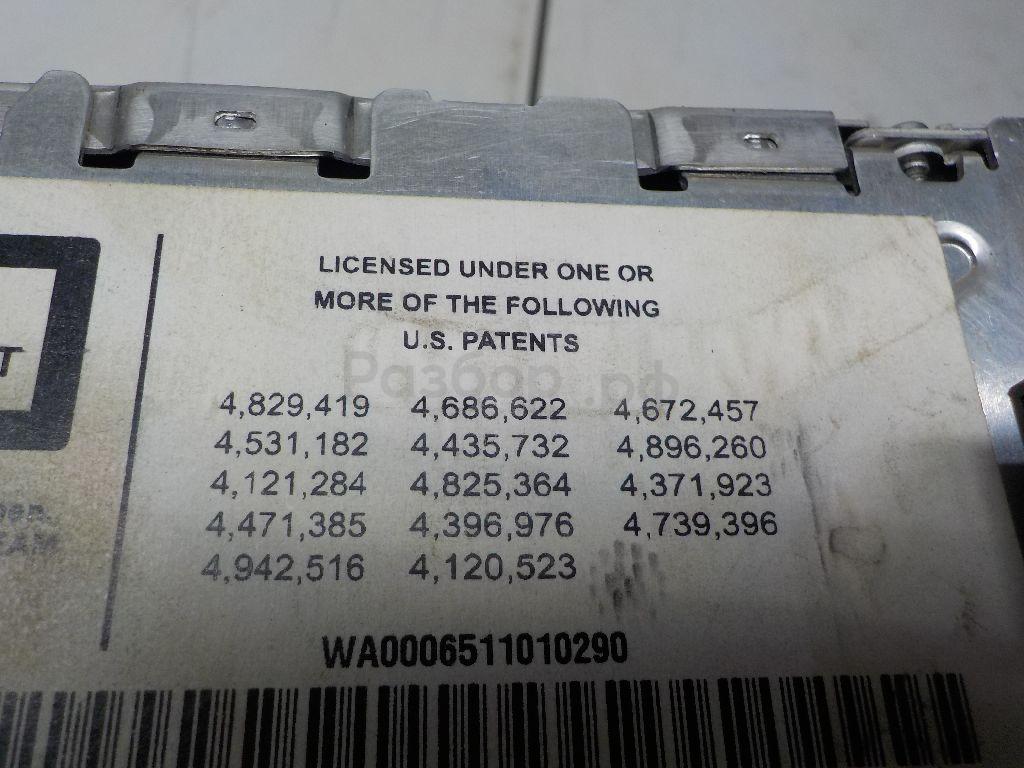 LICENSED UNDER ONE OR
MORE OF THE FOLLOWING
U.S. PATENTS
Разбор.рф
4,829,419 4,686,622 4,672,457
4,531,182 4,435,732 4,896,260
4,121,284 4,825,364 4,371,923
4,471,385 4,396,976 4,739,396
4,942,516 4,120,523
WA0006511010290